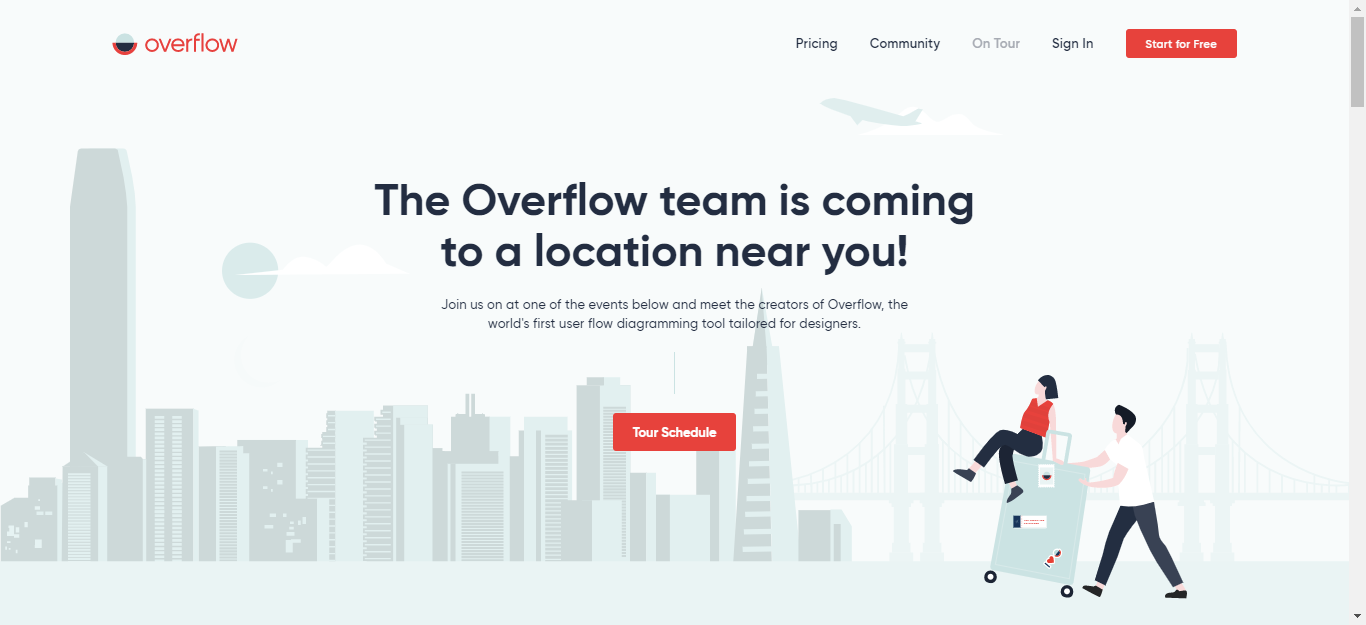 overflow
Pricing
Community
On Tour
Sign In
Start for Free
The Overflow team is coming
to a location near you!
Join us on at one of the events below and meet the creators of Overflow, the
world's first user flow diagramming tool tailored for designers.
Tour Schedule